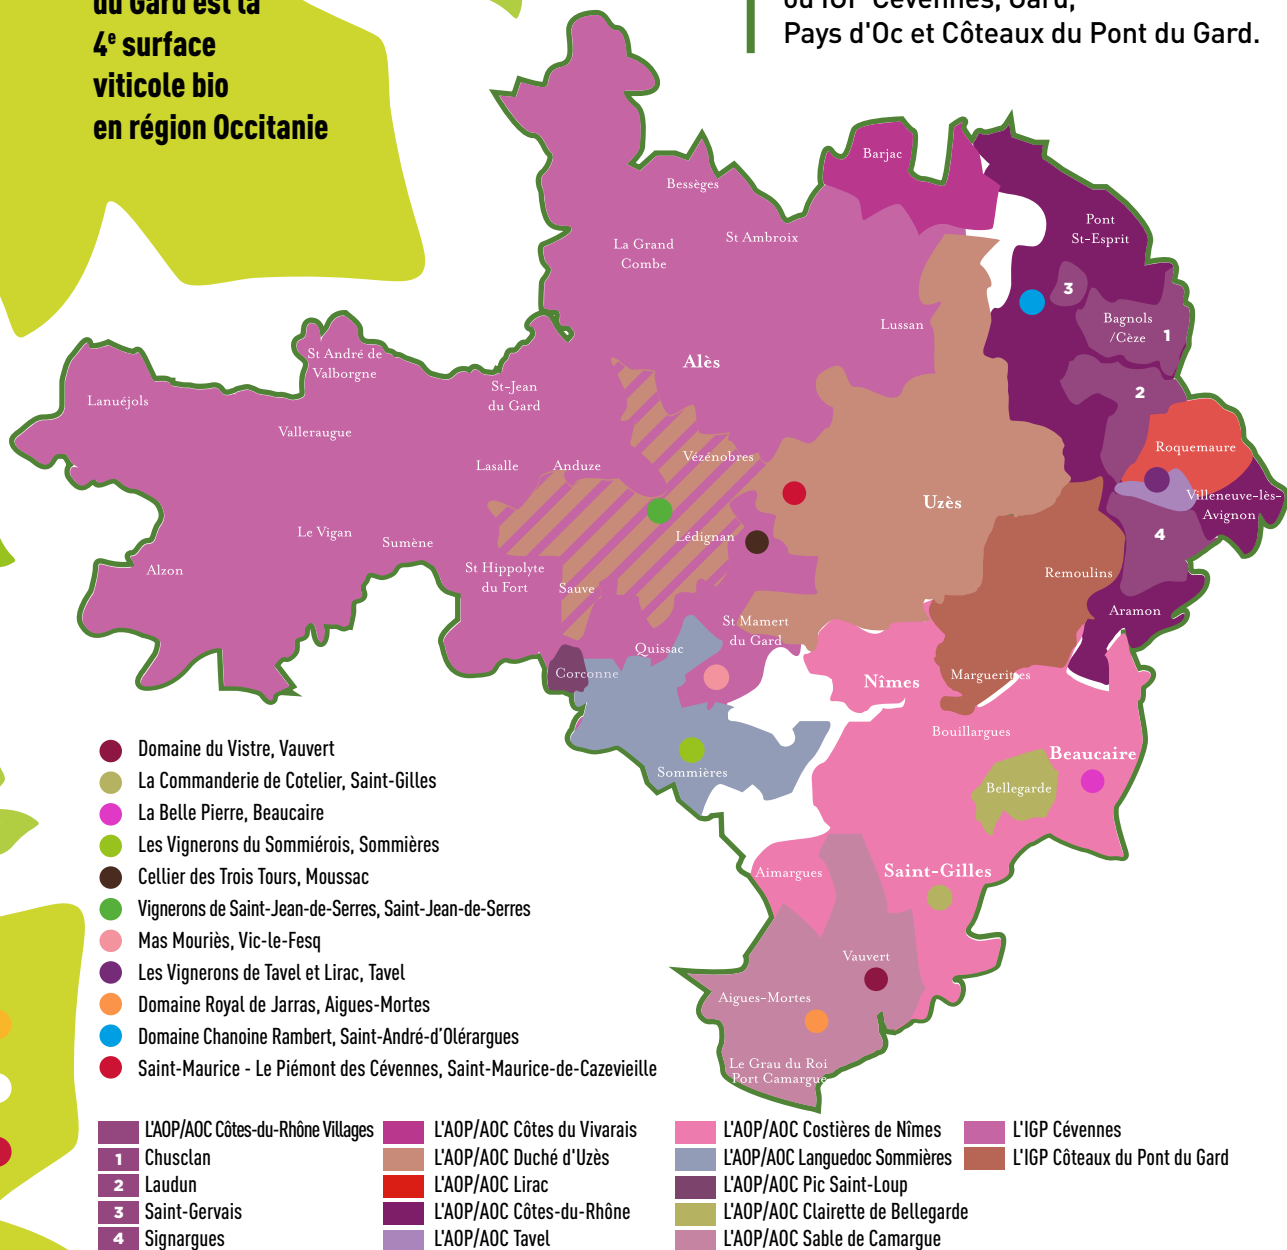 du Gard est la
4e surface
viticole bio
en région Occitanie
ou IGP Cévennes, Gard,
Pays d'Oc et Côteaux du Pont du Gard.
Barjac
Bessèges
Pont
St-Esprit
La Grand
Combe
St Ambroix
3
Bagnols
/Cèze
1
Lussan
St André de
Valborgne
Alès
2
Lanuéjols
St-Jean
du Gard
Valleraugue
Roquemaure
Lasalle
Anduze
Vézénobres
Villeneuve-lès-
Avignon
Uzès
Le Vigan
Sumène
Lédignan
4
Alzon
St Hippolyte
du Fort
Sauve
Remoulins
Aramon
St Mamert
du Gard
Quissac
Corconne
Nîmes
Marguerittes
Bouillargues
Beaucaire
Sommières
Bellegarde
Aimargues
Saint-Gilles
Vauvert
Aigues-Mortes
Le Grau du Roi
Port Camargue
Domaine du Vistre, Vauvert
La Commanderie de Cotelier, Saint-Gilles
La Belle Pierre, Beaucaire
Les Vignerons du Sommiérois, Sommières
Cellier des Trois Tours, Moussac
Vignerons de Saint-Jean-de-Serres, Saint-Jean-de-Serres
Mas Mouriès, Vic-le-Fesq
Les Vignerons de Tavel et Lirac, Tavel
Domaine Royal de Jarras, Aigues-Mortes
Domaine Chanoine Rambert, Saint-André-d'Olérargues
Saint-Maurice - Le Piémont des Cévennes, Saint-Maurice-de-Cazevieille
L'AOP/AOC Côtes-du-Rhône Villages
1 Chusclan
2 Laudun
3 Saint-Gervais
4 Signargues
L'AOP/AOC Côtes du Vivarais
L'AOP/AOC Duché d'Uzès
L'AOP/AOC Lirac
L'AOP/AOC Côtes-du-Rhône
L'AOP/AOC Tavel
L'AOP/AOC Costières de Nîmes
L'AOP/AOC Languedoc Sommières
L'AOP/AOC Pic Saint-Loup
L'AOP/AOC Clairette de Bellegarde
L'AOP/AOC Sable de Camargue
L'IGP Cévennes
L'IGP Côteaux du Pont du Gard